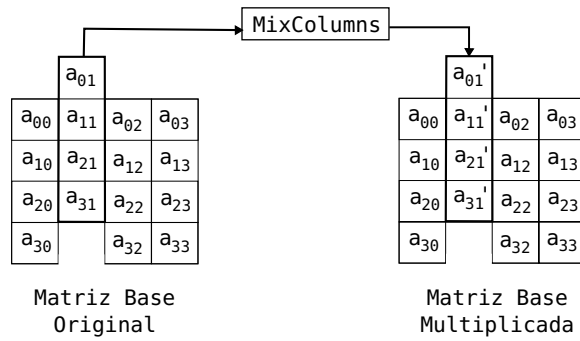 MixColumns
a01 a01'
a00 a11 a02 a03 a00 a11' a02 a03
a10 a21 a12 a13 a10 a21' a12 a13
a20 a31 a22 a23 a20 a31' a22 a23
a30 a32 a33 a30 a32 a33
Matriz Base Matriz Base
Original Multiplicada